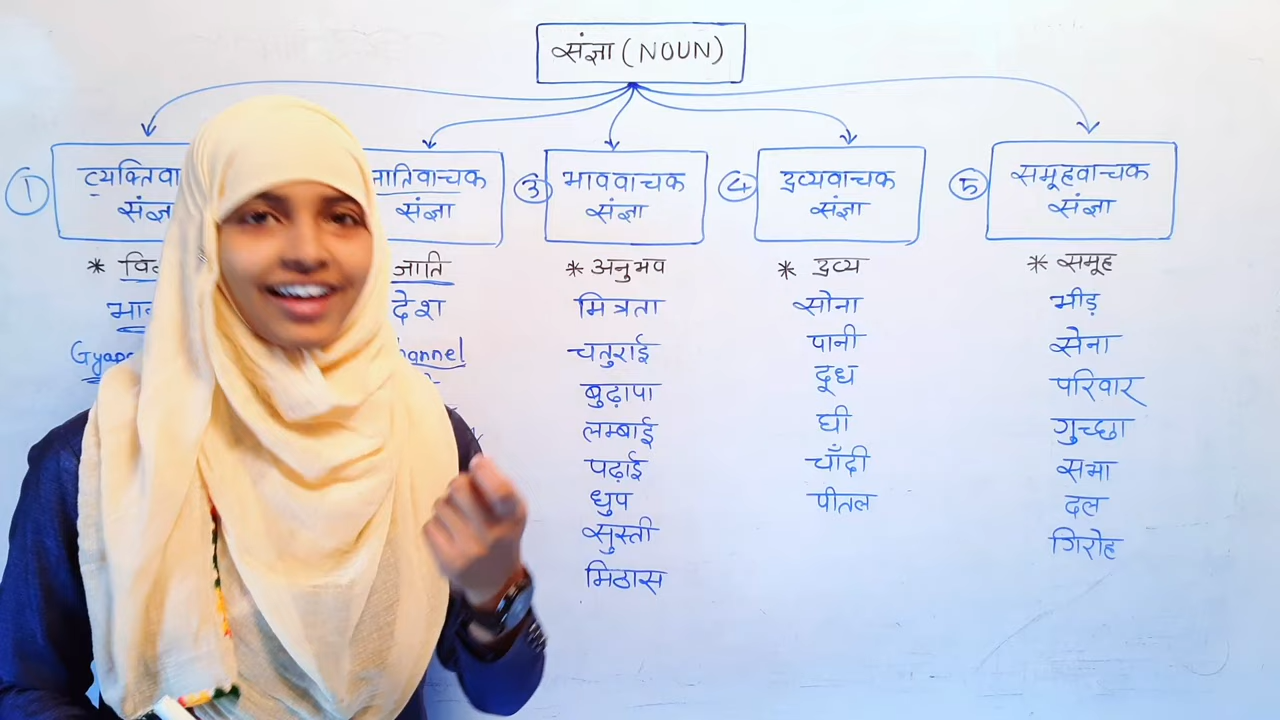 संज्ञा (NOUN)
①
संज्ञा
जातिवाचक
संज्ञा
* जाति
देश
③ भाववाचक
संज्ञा
* अनुभव
मित्रता
चतुराई
बुढ़ापा
लम्बाई
पढ़ाई
धुप
सुस्ती
मिठास
④ द्रव्यवाचक
संज्ञा
* द्रव्य
सोना
पानी
दूध
घी
चाँदी
पीतल
⑤ समूहवाचक
संज्ञा
* समूह
भीड़
सेना
परिवार
गुच्छा
सभा
दल
गिरोह